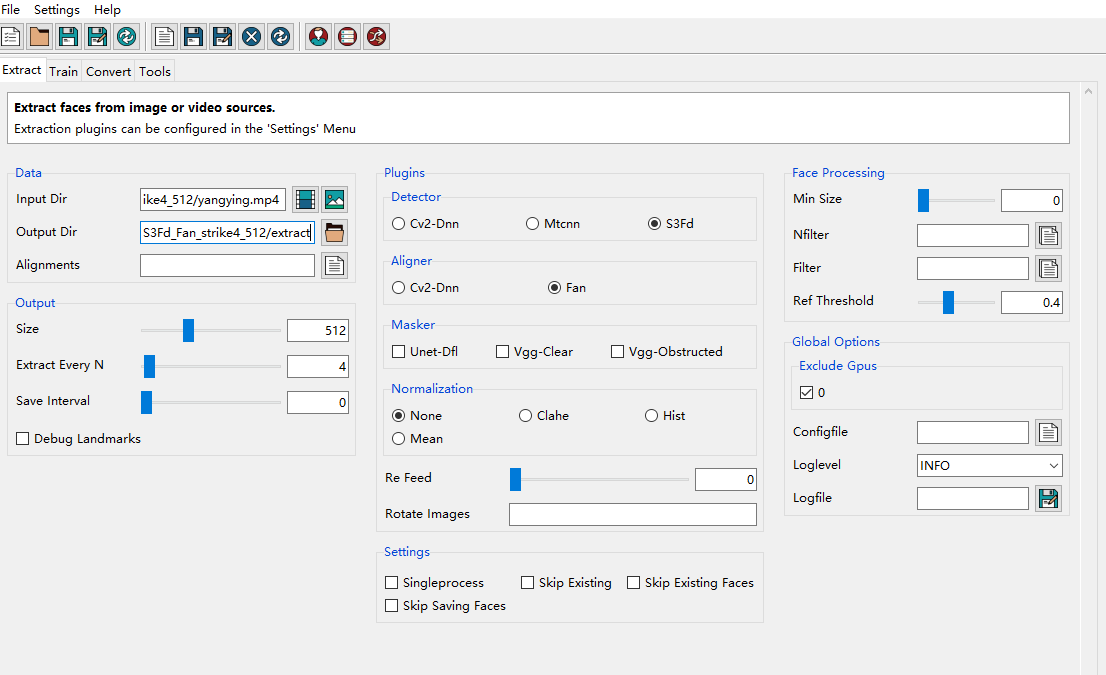 File Settings Help
Extract Train Convert Tools
Extract faces from image or video sources.
Extraction plugins can be configured in the 'Settings' Menu
Data
Input Dir ike4_512/yangying.mp4
Output Dir S3Fd_Fan_strike4_512/extract
Alignments
Output
Size 512
Extract Every N 4
Save Interval 0
Debug Landmarks
Plugins
Detector
Cv2-Dnn Mtcnn S3Fd
Aligner
Cv2-Dnn Fan
Masker
Unet-Dfl Vgg-Clear Vgg-Obstructed
Normalization
None Clahe Hist
Mean
Re Feed 0
Rotate Images
Settings
Singleprocess Skip Existing Skip Existing Faces
Skip Saving Faces
Face Processing
Min Size 0
Nfilter
Filter
Ref Threshold 0.4
Global Options
Exclude Gpus
0
Configfile
Loglevel INFO
Logfile